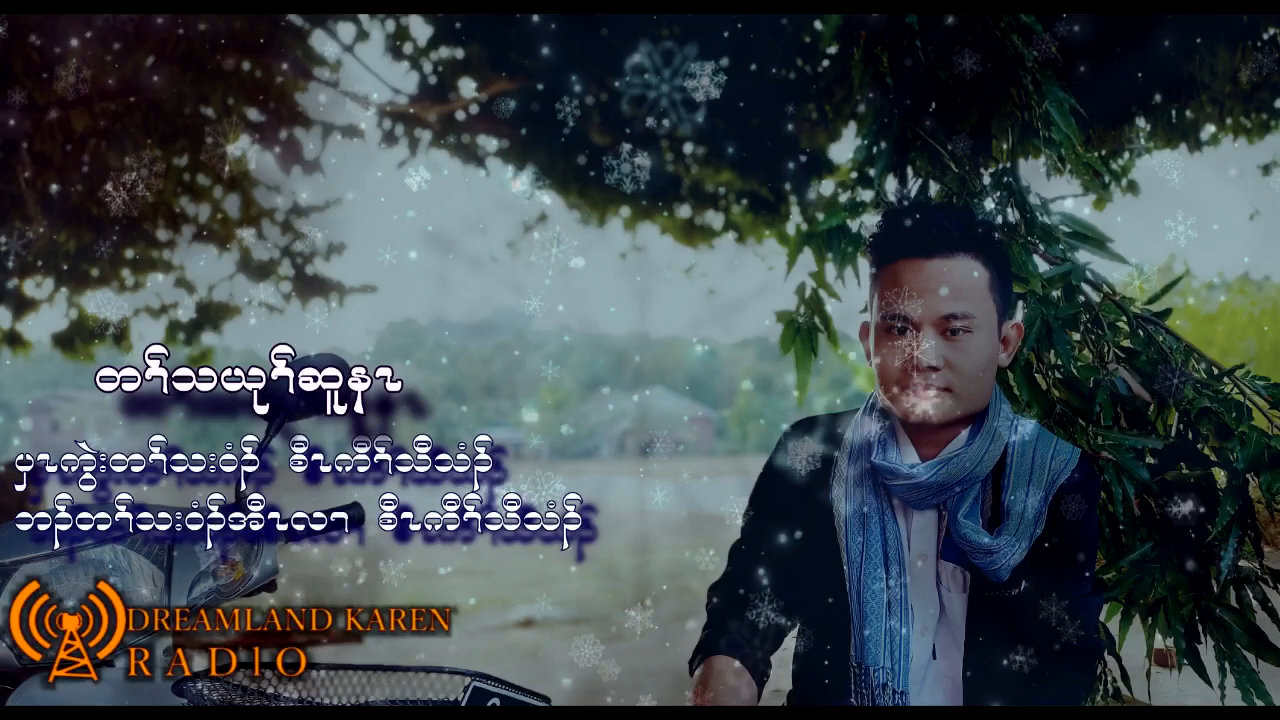 တၢ်သယုၢ်ဆူနၤ
ပှၤကွဲးတၢ်သးဝံၣ် စီၤကီၢ်သီသံၣ်
ဘၣ်တၢ်သးဝံၣ်အီၤလၢ စီၤကီၢ်သီသံၣ်
DREAMLAND KAREN
RADIO